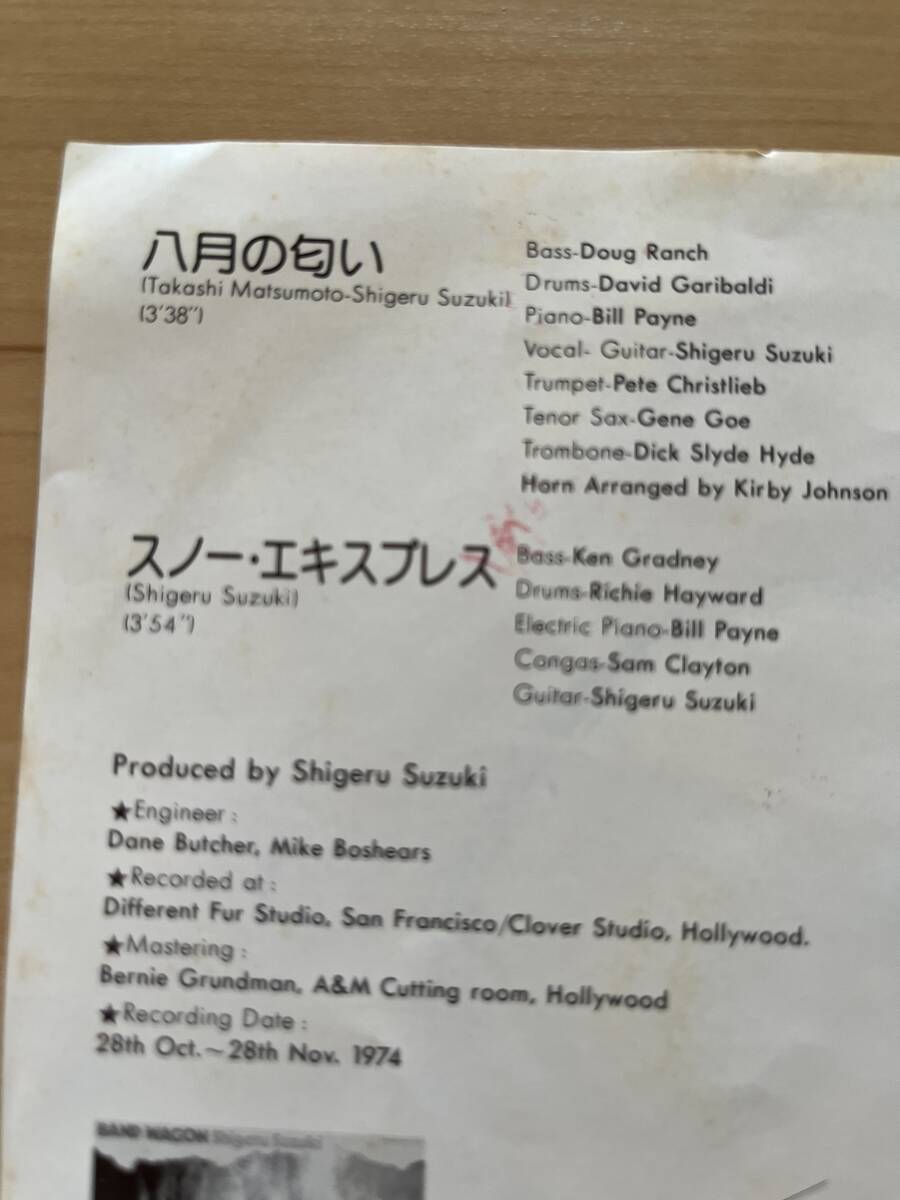 八月の匂い
(Takashi Matsumoto-Shigeru Suzuki)
(3'38")
Bass-Doug Ranch
Drums-David Garibaldi
Piano-Bill Payne
Vocal- Guitar-Shigeru Suzuki
Trumpet-Pete Christlieb
Tenor Sax-Gene Goe
Trombone-Dick Slyde Hyde
Horn Arranged by Kirby Johnson
スノー・エキスプレス
(Shigeru Suzuki)
(3'54")
Bass-Ken Gradney
Drums-Richie Hayward
Electric Piano-Bill Payne
Congas-Sam Clayton
Guitar-Shigeru Suzuki
Produced by Shigeru Suzuki
★Engineer :
Dane Butcher, Mike Boshears
★Recorded at :
Different Fur Studio, San Francisco/Clover Studio, Hollywood.
★Mastering :
Bernie Grundman, A&M Cutting room, Hollywood
★Recording Date :
28th Oct.~28th Nov. 1974
BAND WAGON Shigeru Suzuki